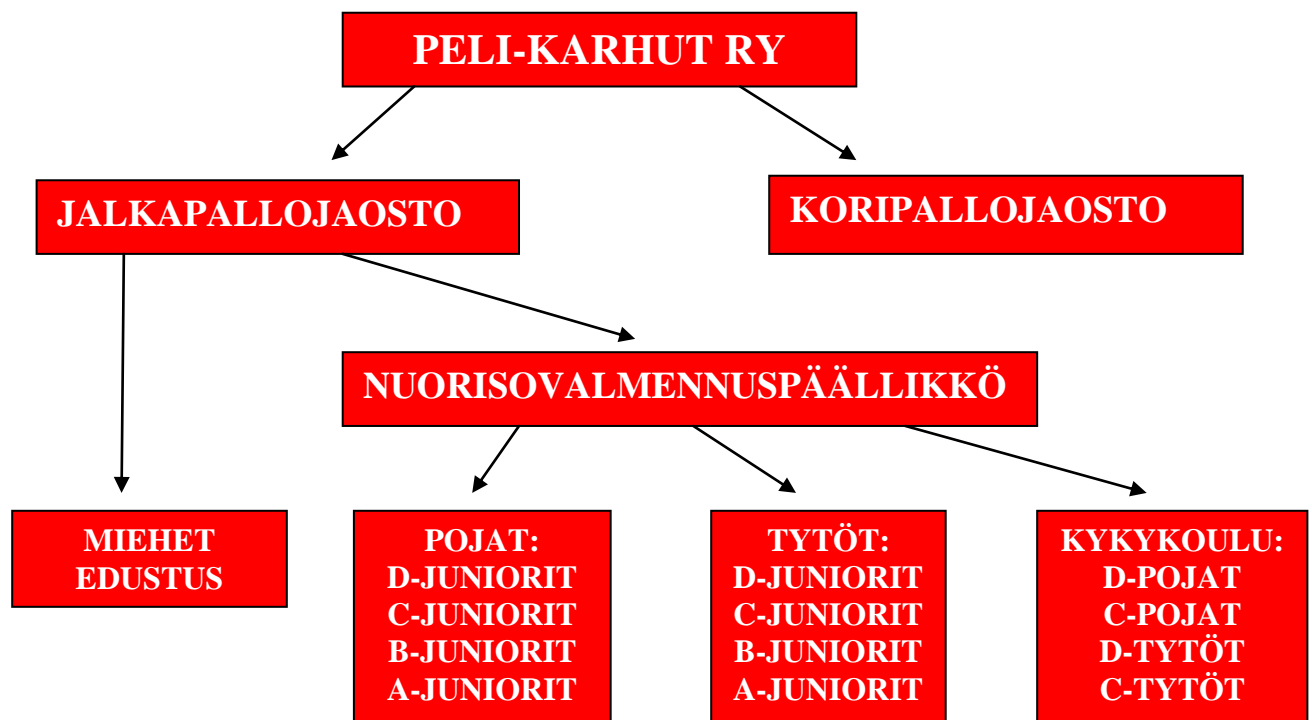 PELI-KARHUT RY
JALKAPALLOJAOSTO
KORIPALLOJAOSTO
NUORISOVALMENNUSPÄÄLLIKKÖ
MIEHET
EDUSTUS
POJAT:
D-JUNIORIT
C-JUNIORIT
B-JUNIORIT
A-JUNIORIT
TYTÖT:
D-JUNIORIT
C-JUNIORIT
B-JUNIORIT
A-JUNIORIT
KYKYKOULU:
D-POJAT
C-POJAT
D-TYTÖT
C-TYTÖT